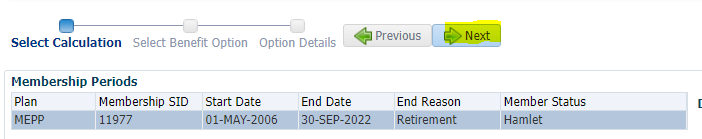 Select Calculation Select Benefit Option Option Details Previous Next
Membership Periods
Plan Membership SID Start Date End Date End Reason Member Status
MEPP 11977 01-MAY-2006 30-SEP-2022 Retirement Hamlet